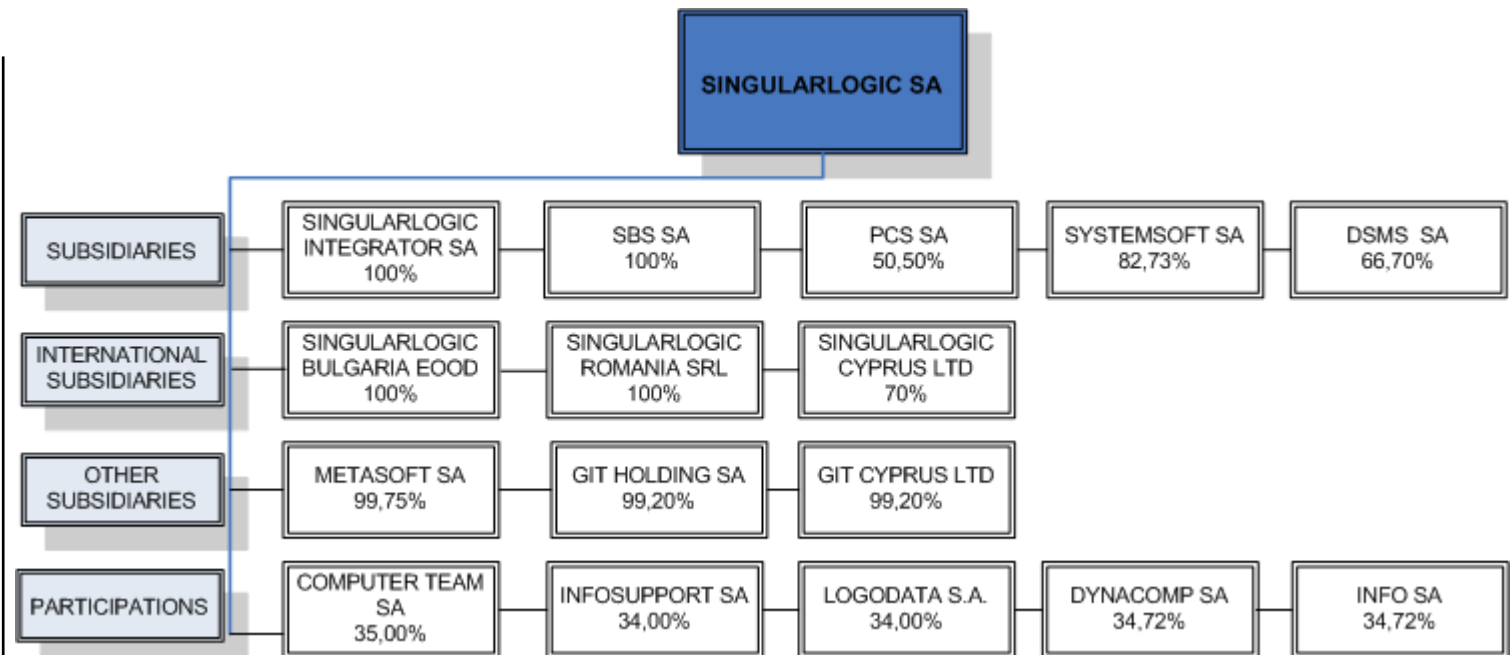 SINGULARLOGIC SA
SUBSIDIARIES
SINGULARLOGIC
INTEGRATOR SA
100%
SBS SA
100%
PCS SA
50,50%
SYSTEMSOFT SA
82,73%
DSMS SA
66,70%
INTERNATIONAL
SUBSIDIARIES
SINGULARLOGIC
BULGARIA EOOD
100%
SINGULARLOGIC
ROMANIA SRL
100%
SINGULARLOGIC
CYPRUS LTD
70%
OTHER
SUBSIDIARIES
METASOFT SA
99,75%
GIT HOLDING SA
99,20%
GIT CYPRUS LTD
99,20%
PARTICIPATIONS
COMPUTER TEAM
SA
35,00%
INFOSUPPORT SA
34,00%
LOGODATA S.A.
34,00%
DYNACOMP SA
34,72%
INFO SA
34,72%